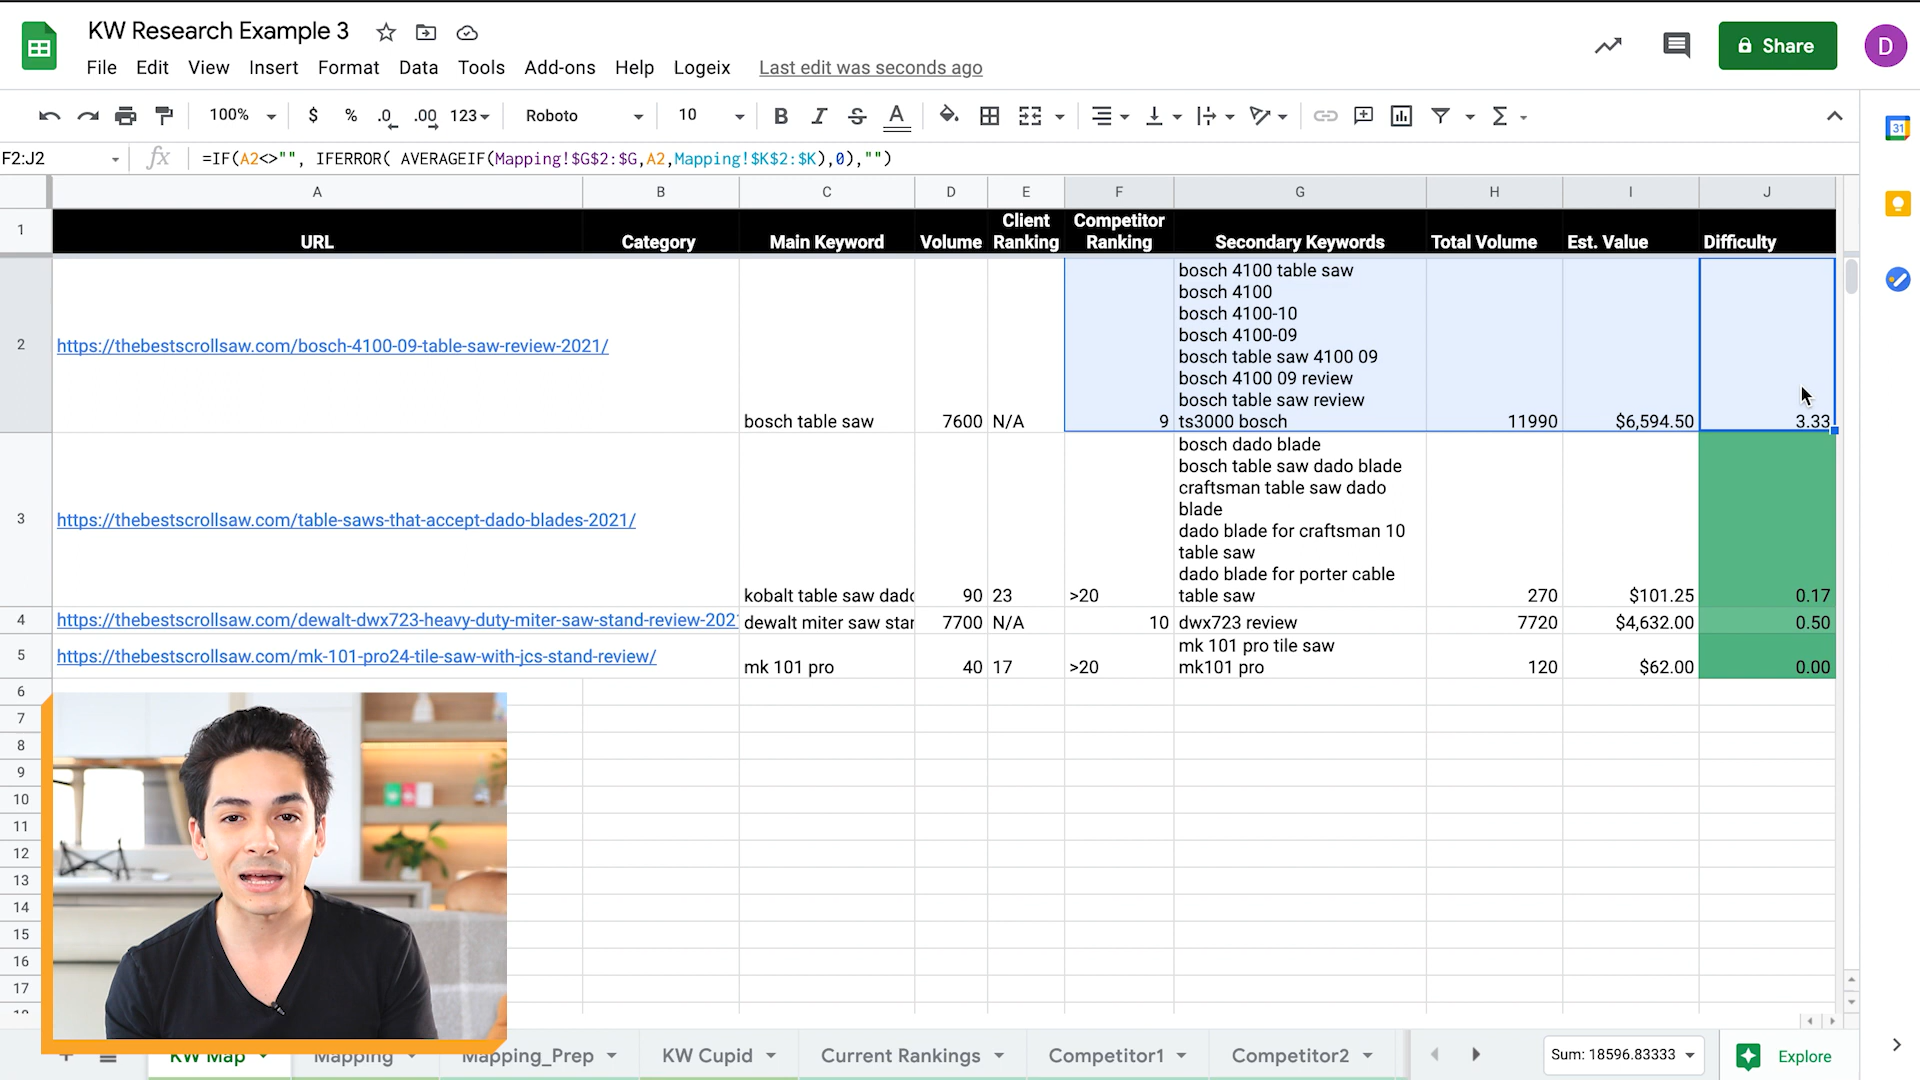 KW Research Example 3
File Edit View Insert Format Data Tools Add-ons Help Logeix Last edit was seconds ago
Share
D
100% $ % .0 .00 123 Roboto 10 B I S A
31
F2:J2 fx =IF(A2<>"", IFERROR( AVERAGEIF(Mapping!$G$2:$G,A2,Mapping!$K$2:$K),0),"")
A B C D E F G H I J
1 URL Category Main Keyword Volume Client Ranking Competitor Ranking Secondary Keywords Total Volume Est. Value Difficulty
2 https://thebestscrollsaw.com/bosch-4100-09-table-saw-review-2021/ bosch table saw 7600 N/A 9
bosch 4100 table saw
bosch 4100
bosch 4100-10
bosch 4100-09
bosch table saw 4100 09
bosch 4100 09 review
bosch table saw review
ts3000 bosch
11990 $6,594.50 3.33
3 https://thebestscrollsaw.com/table-saws-that-accept-dado-blades-2021/ kobalt table saw dado 90 23 >20
bosch dado blade
bosch table saw dado blade
craftsman table saw dado
blade
dado blade for craftsman 10
table saw
dado blade for porter cable
table saw
270 $101.25 0.17
4 https://thebestscrollsaw.com/dewalt-dwx723-heavy-duty-miter-saw-stand-review-202 dewalt miter saw star 7700 N/A 10 dwx723 review 7720 $4,632.00 0.50
5 https://thebestscrollsaw.com/mk-101-pro24-tile-saw-with-jcs-stand-review/ mk 101 pro 40 17 >20
mk 101 pro tile saw
mk101 pro
120 $62.00 0.00
6
7
8
9
10
11
12
13
14
15
16
17
KW Map Mapping Mapping_Prep KW Cupid Current Rankings Competitor1 Competitor2 Sum: 18596.83333 Explore